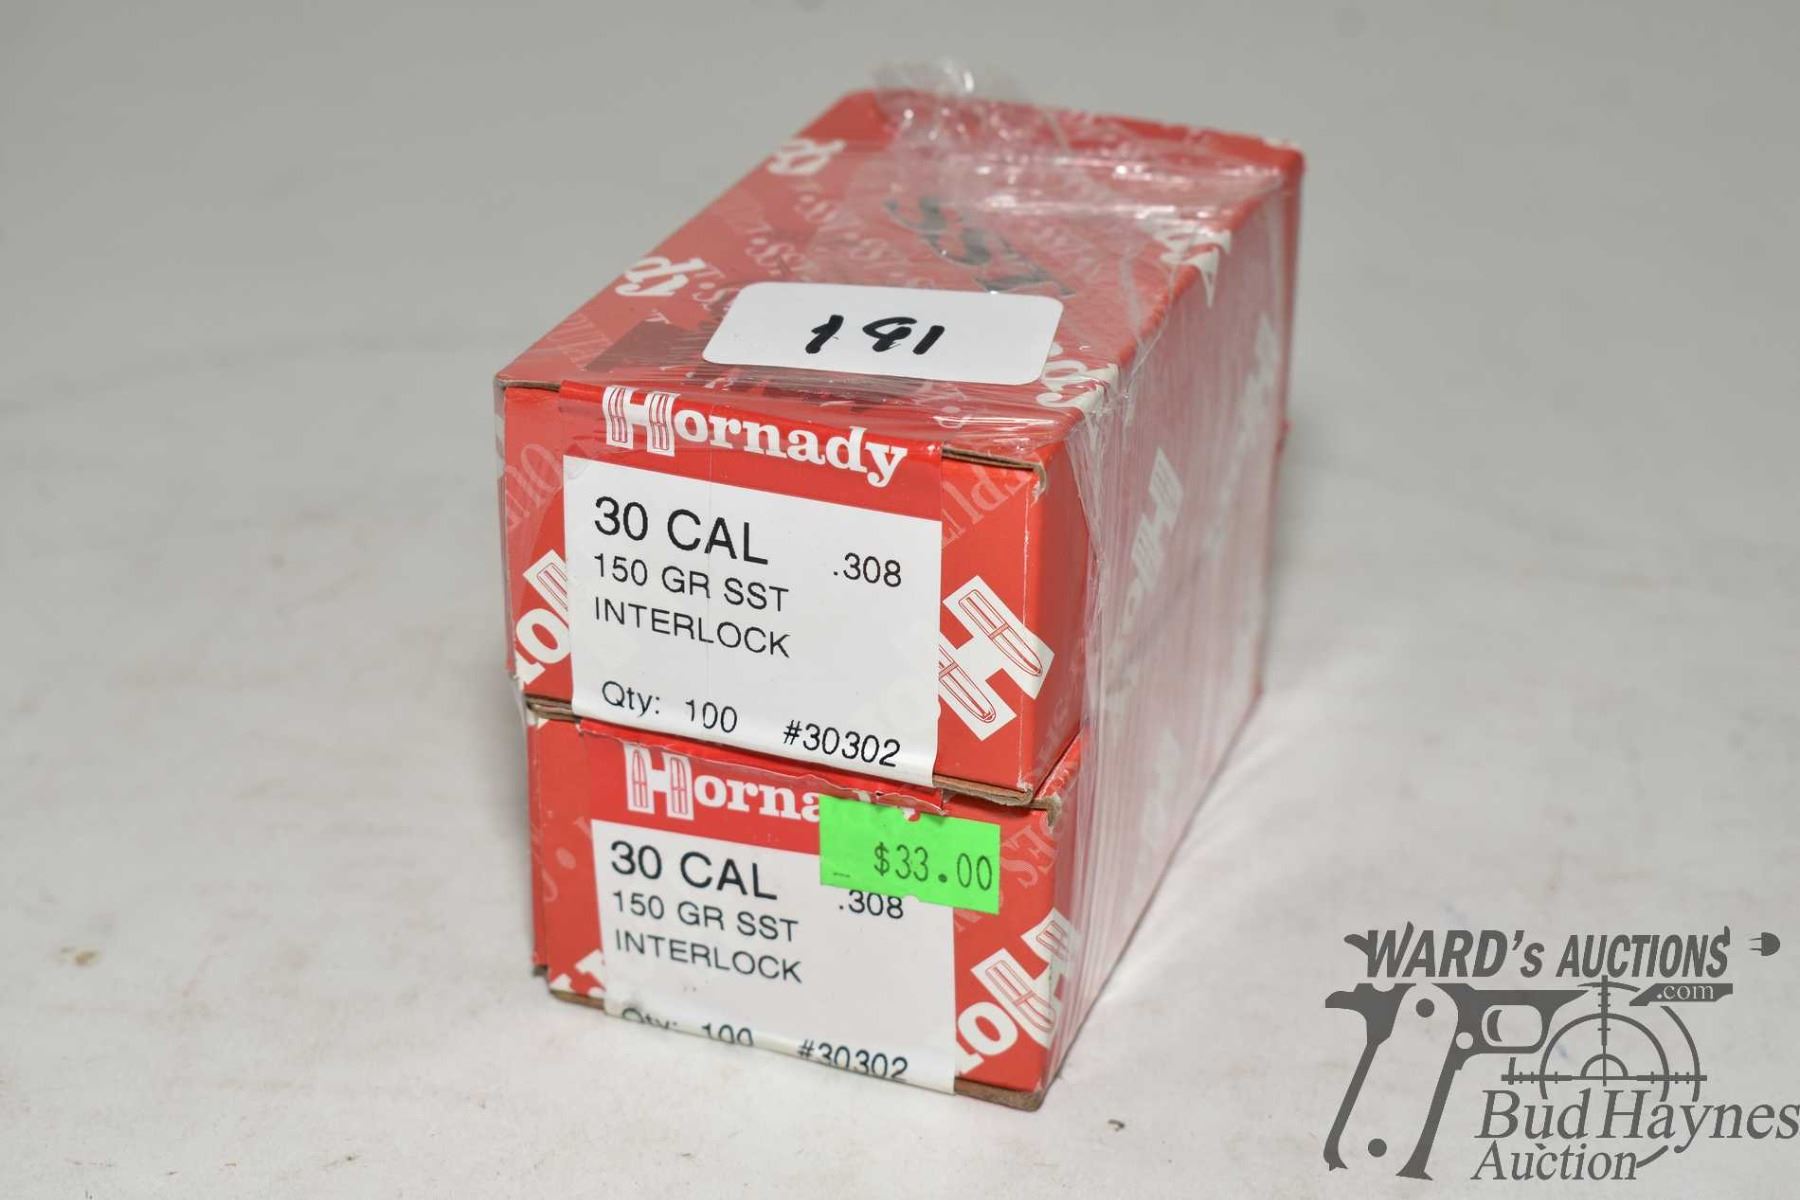 SST
191
Hornady
30 CAL .308
150 GR SST
INTERLOCK
Qty: 100 #30302
Hornady
$33.00
30 CAL .308
150 GR SST
INTERLOCK
Qty: 100 #30302
WARD's AUCTIONS
.com
Bud Haynes
Auction